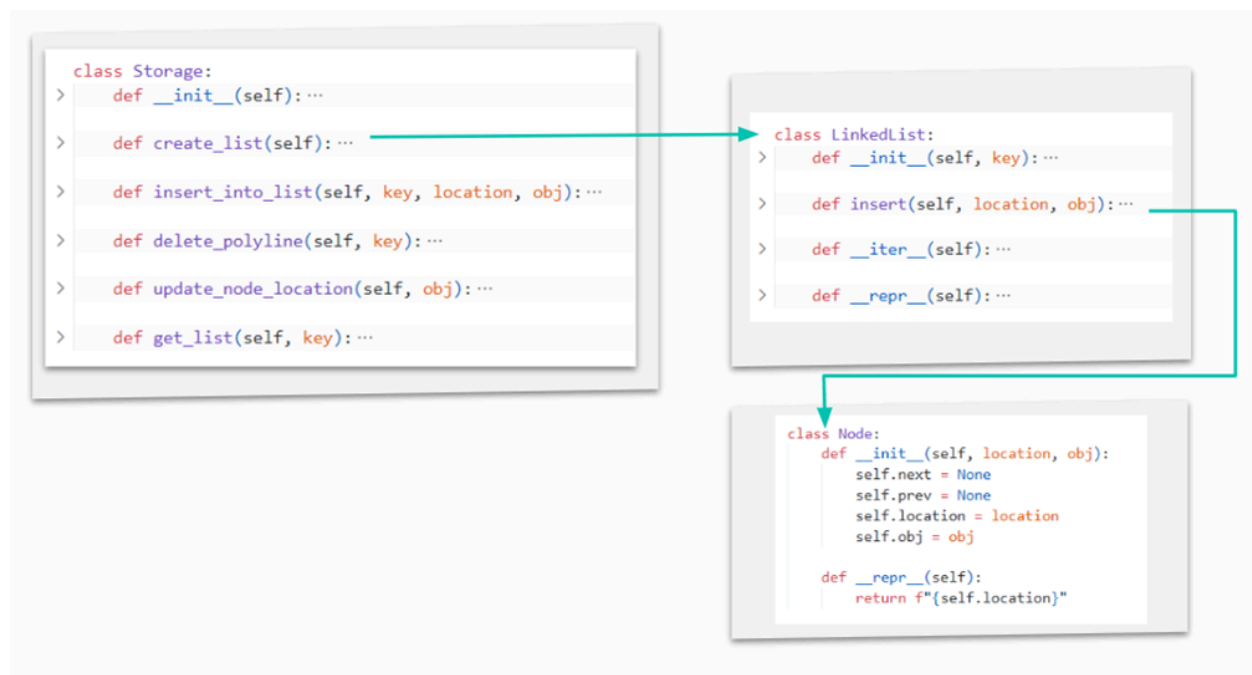 class Storage:
def __init__(self): ···
def create_list(self): ···
def insert_into_list(self, key, location, obj): ···
def delete_polyline(self, key): ···
def update_node_location(self, obj): ···
def get_list(self, key): ···
class LinkedList:
def __init__(self, key): ···
def insert(self, location, obj): ···
def __iter__(self): ···
def __repr__(self): ···
class Node:
def __init__(self, location, obj):
self.next = None
self.prev = None
self.location = location
self.obj = obj
def __repr__(self):
return f"{self.location}"